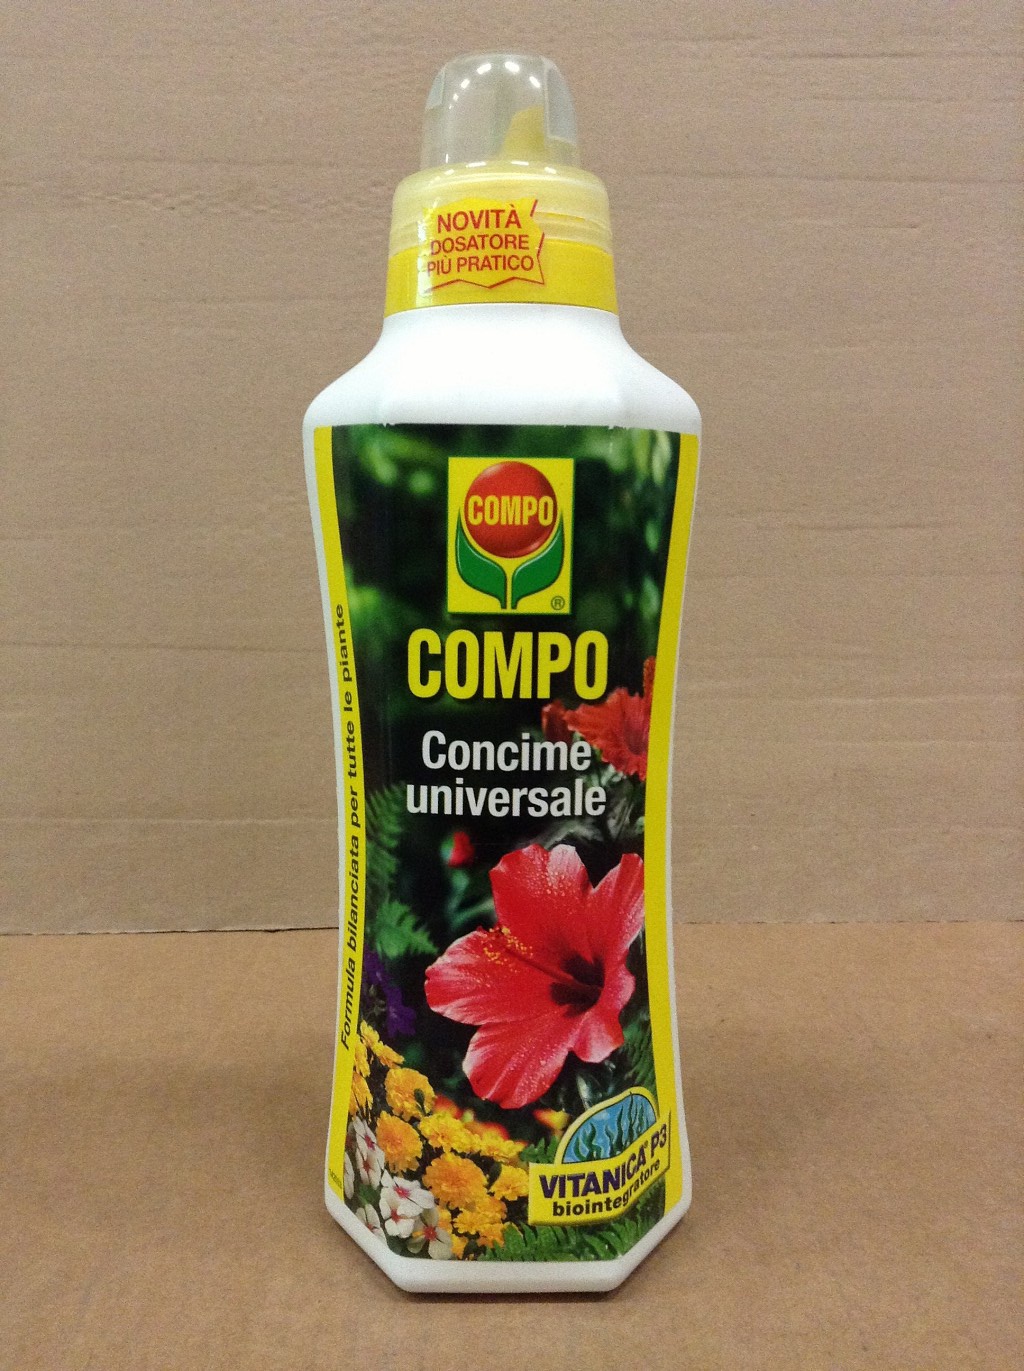 NOVITÀ
DOSATORE
PIÙ PRATICO
COMPO
®
COMPO
Concime
universale
Formula bilanciata per tutte le piante
VITANICA® P3
biointegratore